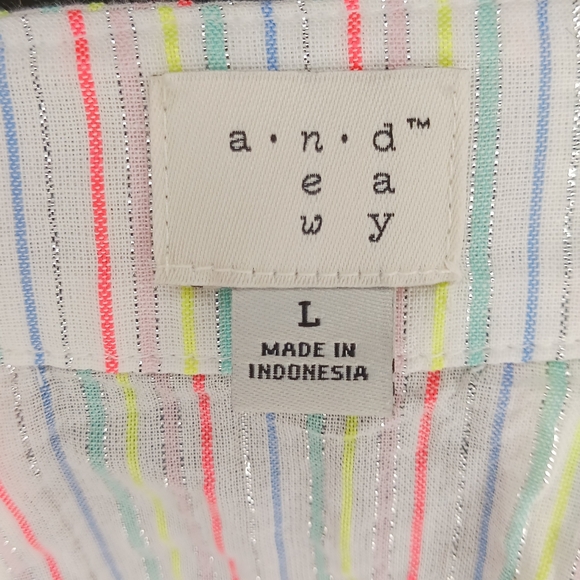 a·n·d™
e a
w y
L
MADE IN
INDONESIA